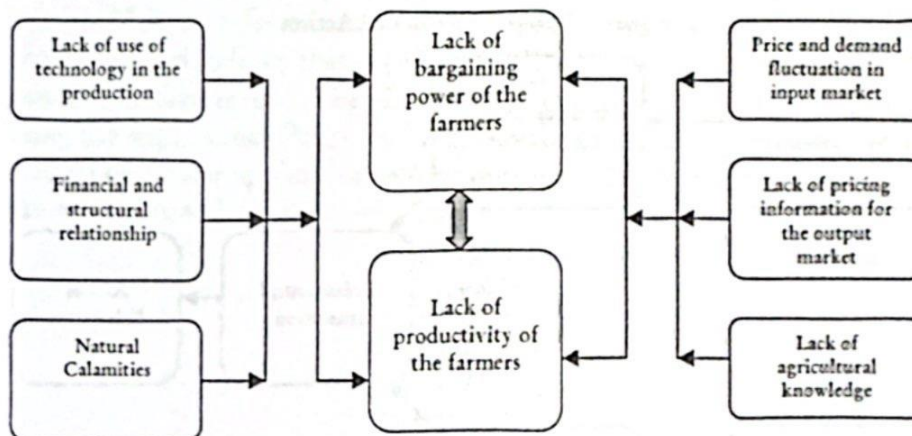 Lack of use of
technology in the
production
Financial and
structural
relationship
Natural
Calamities
Lack of
bargaining
power of the
farmers
Lack of
productivity of
the farmers
Price and demand
fluctuation in
input market
Lack of pricing
information for
the output
market
Lack of
agricultural
knowledge